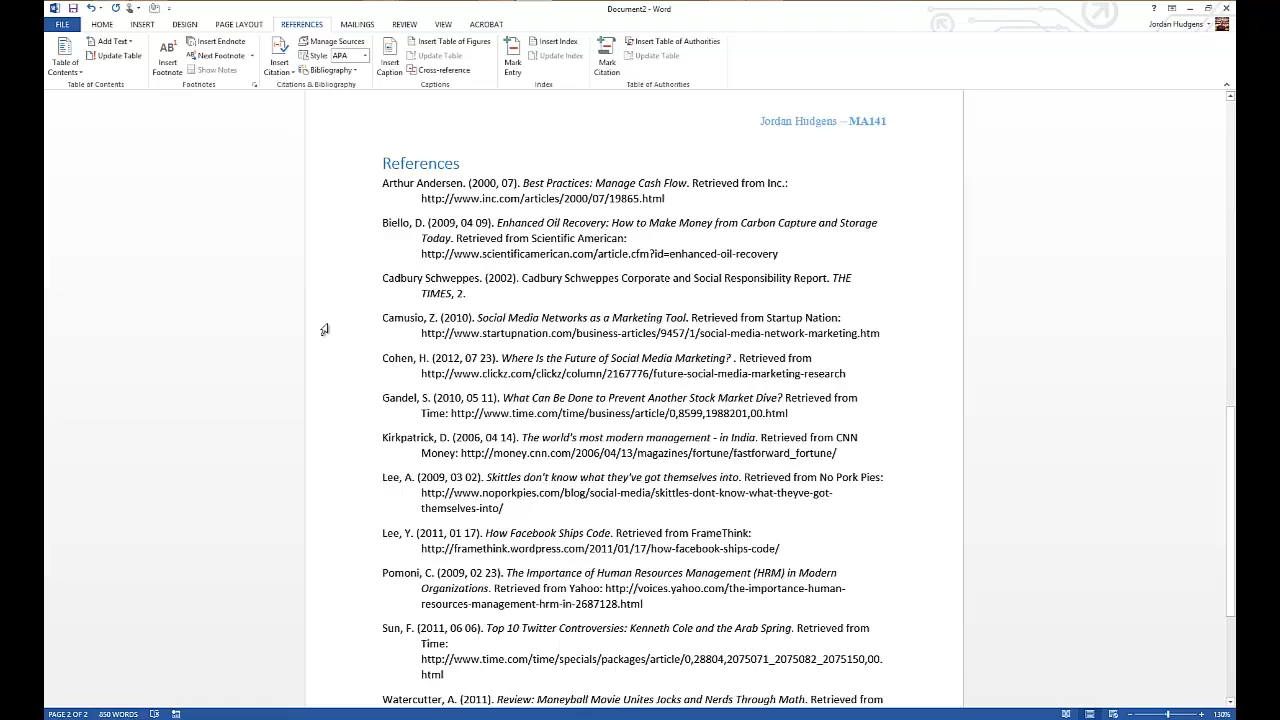 Document2 - Word
FILE HOME INSERT DESIGN PAGE LAYOUT REFERENCES MAILINGS REVIEW VIEW ACROBAT
Jordan Hudgens
Table of Contents
Add Text
Update Table
Table of Contents
AB1
Insert Footnote
Insert Endnote
Next Footnote
Show Notes
Footnotes
Insert Citation
Manage Sources
Style: APA
Bibliography
Citations & Bibliography
Insert Caption
Insert Table of Figures
Update Table
Cross-reference
Captions
Mark Entry
Insert Index
Update Index
Index
Mark Citation
Insert Table of Authorities
Update Table
Table of Authorities
Jordan Hudgens – MA141
References
Arthur Andersen. (2000, 07). Best Practices: Manage Cash Flow. Retrieved from Inc.:
http://www.inc.com/articles/2000/07/19865.html
Biello, D. (2009, 04 09). Enhanced Oil Recovery: How to Make Money from Carbon Capture and Storage
Today. Retrieved from Scientific American:
http://www.scientificamerican.com/article.cfm?id=enhanced-oil-recovery
Cadbury Schweppes. (2002). Cadbury Schweppes Corporate and Social Responsibility Report. THE
TIMES, 2.
Camusio, Z. (2010). Social Media Networks as a Marketing Tool. Retrieved from Startup Nation:
http://www.startupnation.com/business-articles/9457/1/social-media-network-marketing.htm
Cohen, H. (2012, 07 23). Where Is the Future of Social Media Marketing? . Retrieved from
http://www.clickz.com/clickz/column/2167776/future-social-media-marketing-research
Gandel, S. (2010, 05 11). What Can Be Done to Prevent Another Stock Market Dive? Retrieved from
Time: http://www.time.com/time/business/article/0,8599,1988201,00.html
Kirkpatrick, D. (2006, 04 14). The world's most modern management - in India. Retrieved from CNN
Money: http://money.cnn.com/2006/04/13/magazines/fortune/fastforward_fortune/
Lee, A. (2009, 03 02). Skittles don't know what they've got themselves into. Retrieved from No Pork Pies:
http://www.noporkpies.com/blog/social-media/skittles-dont-know-what-theyve-got-
themselves-into/
Lee, Y. (2011, 01 17). How Facebook Ships Code. Retrieved from FrameThink:
http://framethink.wordpress.com/2011/01/17/how-facebook-ships-code/
Pomoni, C. (2009, 02 23). The Importance of Human Resources Management (HRM) in Modern
Organizations. Retrieved from Yahoo: http://voices.yahoo.com/the-importance-human-
resources-management-hrm-in-2687128.html
Sun, F. (2011, 06 06). Top 10 Twitter Controversies: Kenneth Cole and the Arab Spring. Retrieved from
Time:
http://www.time.com/time/specials/packages/article/0,28804,2075071_2075082_2075150,00.
html
Watercutter, A. (2011). Review: Moneyball Movie Unites Jocks and Nerds Through Math. Retrieved from
PAGE 2 OF 2 850 WORDS
130%